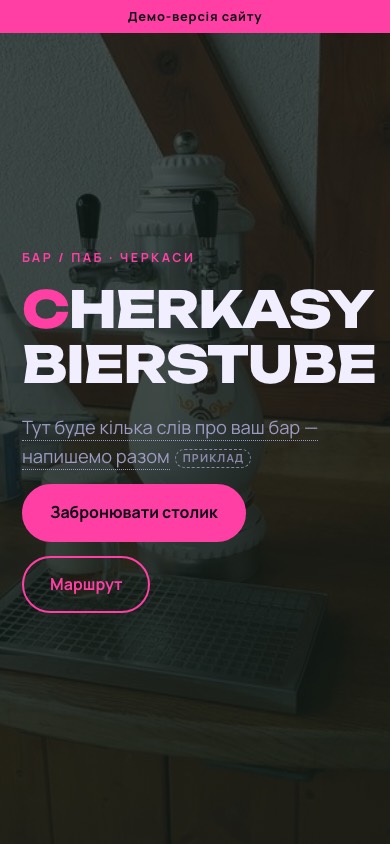 Демо-версія сайту
БАР / ПАБ · ЧЕРКАСИ
CHERKASY
BIERSTUBE
Тут буде кілька слів про ваш бар —
напишемо разом ПРИКЛАД
Забронювати столик
Маршрут